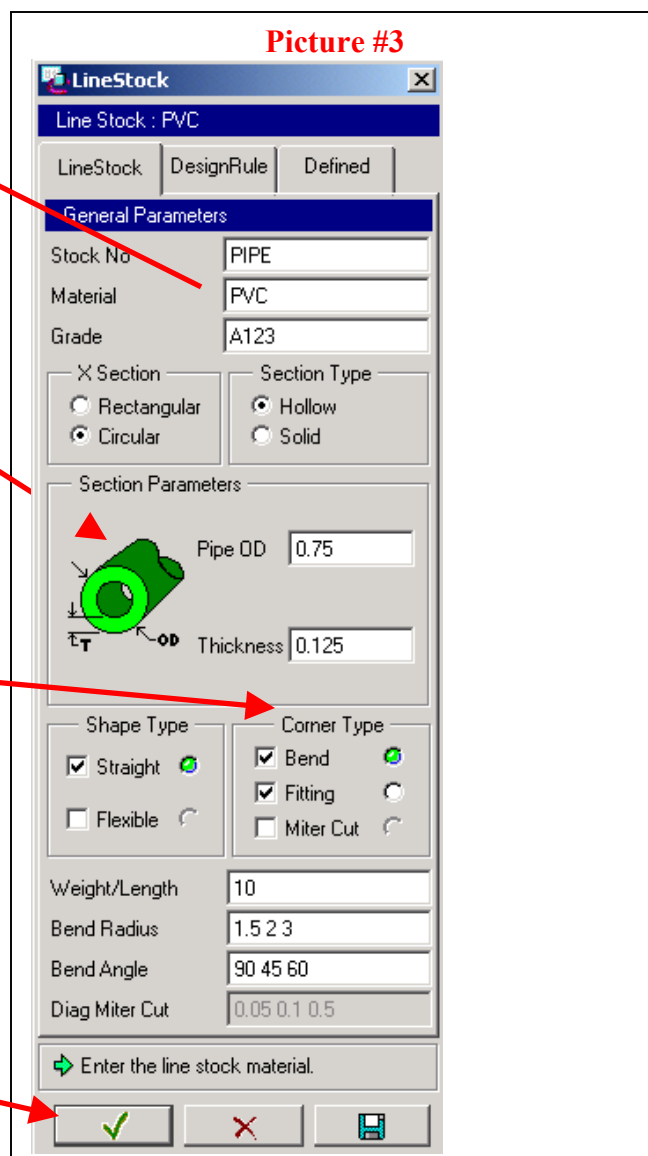 Picture #3
LineStock
Line Stock : PVC
LineStock DesignRule Defined
General Parameters
Stock No PIPE
Material PVC
Grade A123
X Section Section Type
Rectangular Hollow
Circular Solid
Section Parameters
Pipe OD 0.75
T OD Thickness 0.125
Shape Type Corner Type
Straight Bend
Fitting
Flexible Miter Cut
Weight/Length 10
Bend Radius 1.5 2 3
Bend Angle 90 45 60
Diag Miter Cut 0.05 0.1 0.5
Enter the line stock material.